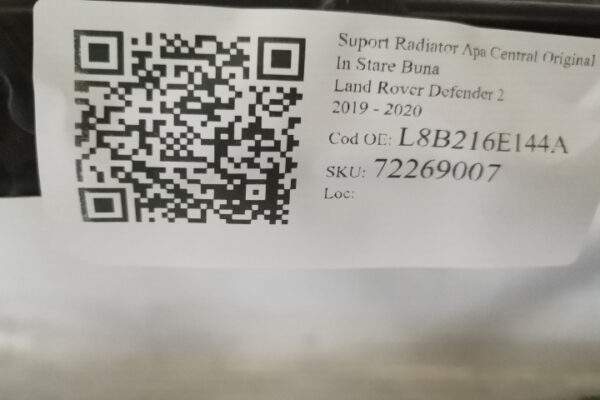 Suport Radiator Apa Central Original
In Stare Buna
Land Rover Defender 2
2019 - 2020
Cod OE: L8B216E144A
SKU: 72269007
Loc: